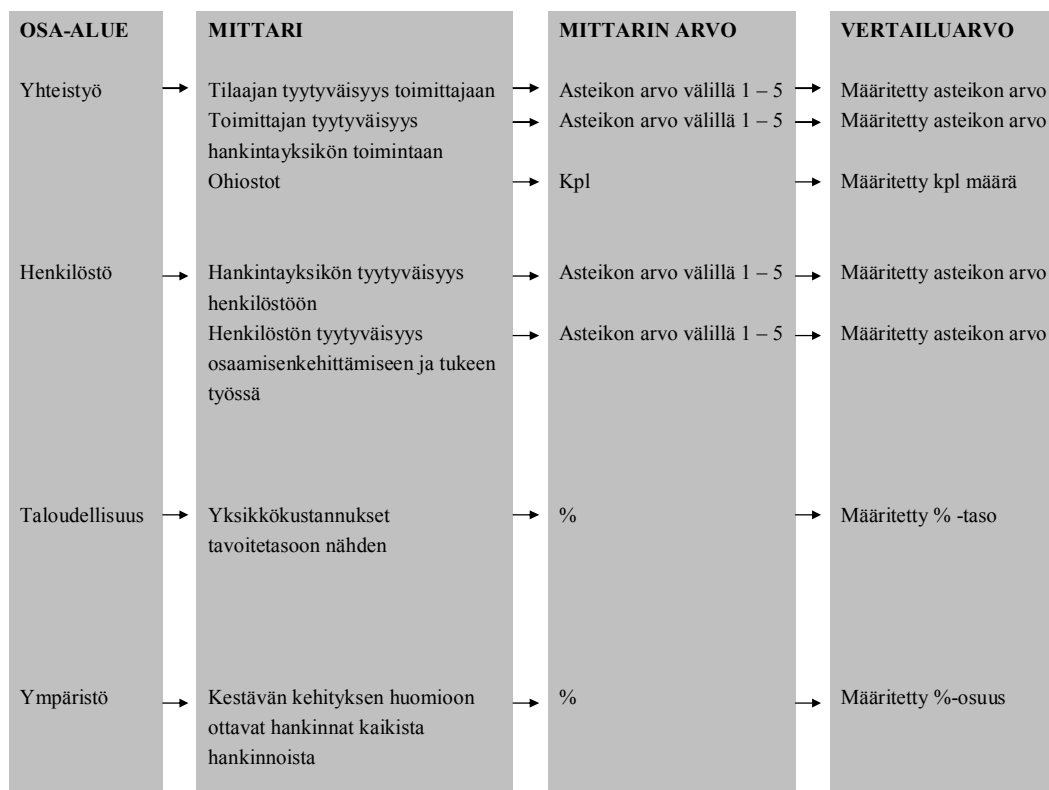 OSA-ALUE MITTARI MITTARIN ARVO VERTAILUARVO
Yhteistyö Tilaajan tyytyväisyys toimittajaan Asteikon arvo välillä 1 – 5 Määritetty asteikon arvo
Toimittajan tyytyväisyys Asteikon arvo välillä 1 – 5 Määritetty asteikon arvo
hankintayksikön toimintaan
Ohiostot Kpl Määritetty kpl määrä
Henkilöstö Hankintayksikön tyytyväisyys Asteikon arvo välillä 1 – 5 Määritetty asteikon arvo
henkilöstöön
Henkilöstön tyytyväisyys Asteikon arvo välillä 1 – 5 Määritetty asteikon arvo
osaamisenkehittämiseen ja tukeen
työssä
Taloudellisuus Yksikkökustannukset % Määritetty % -taso
tavoitetasoon nähden
Ympäristö Kestävän kehityksen huomioon % Määritetty %-osuus
ottavat hankinnat kaikista
hankinnoista